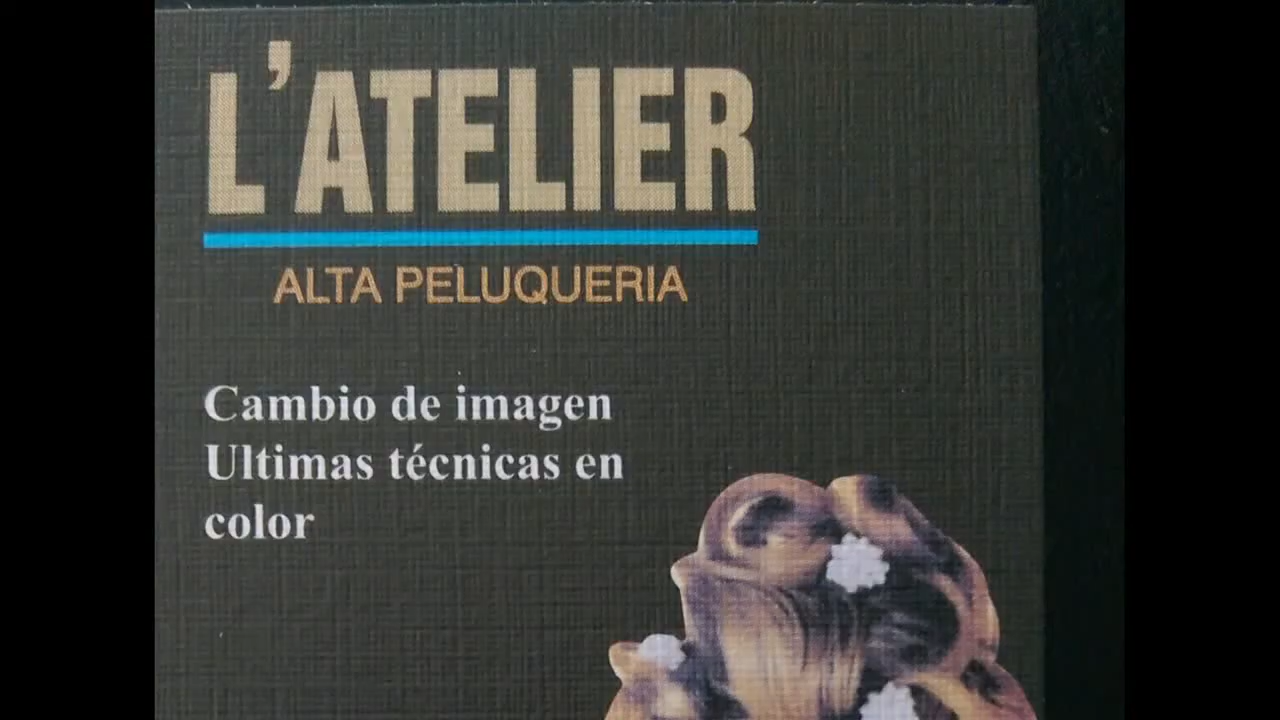 L'ATELIER
ALTA PELUQUERIA
Cambio de imagen
Ultimas técnicas en
color